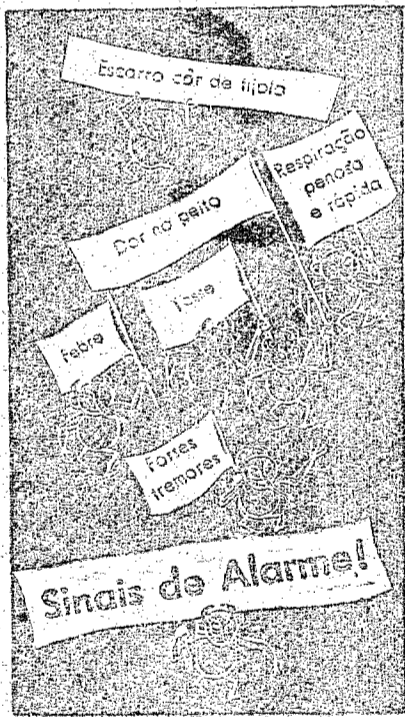 Escarro côr de tijolo
Respiração
penosa
e rápida
Dor no peito
Tosse
Febre
Fortes
tremores
Sinais de Alarme!